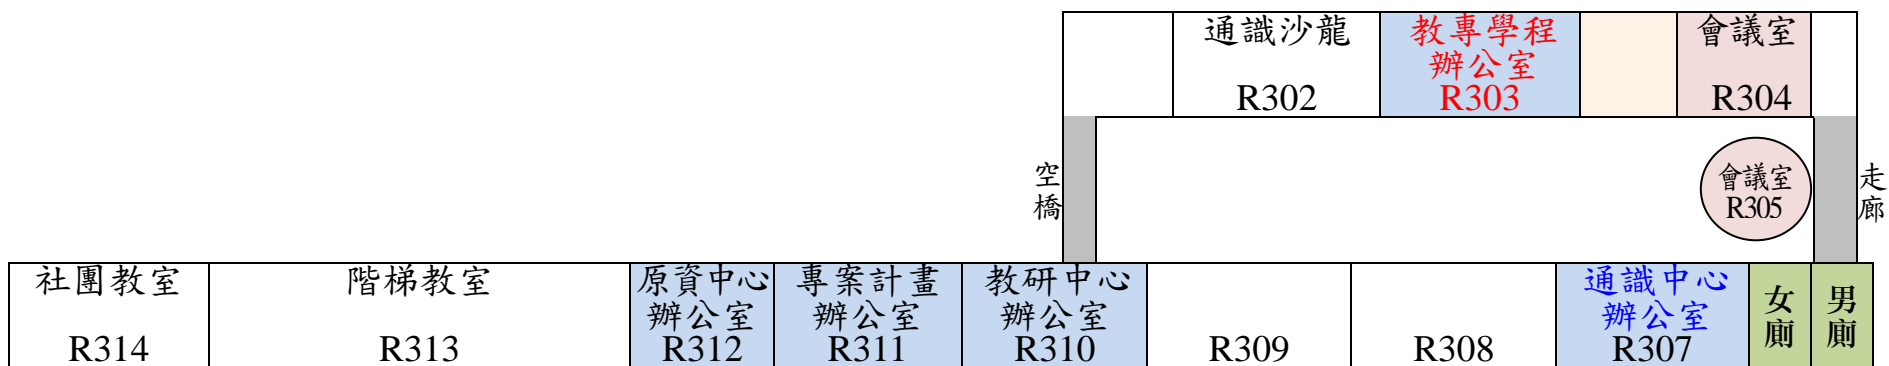 通識沙龍
R302
教專學程
辦公室
R303
會議室
R304
空橋
會議室
R305
走廊
社團教室
R314
階梯教室
R313
原資中心
辦公室
R312
專案計畫
辦公室
R311
教研中心
辦公室
R310
R309
R308
通識中心
辦公室
R307
女廁
男廁